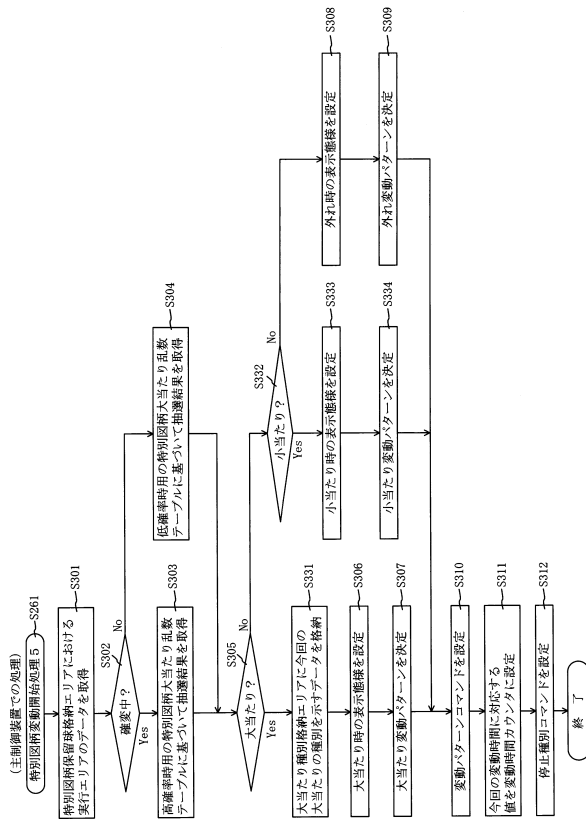 (主制御装置での処理)
特別図柄変動開始処理5
S261
特別図柄保留球格納エリアにおける
実行エリアのデータを取得
S301
確変中?
S302
Yes
No
高確率時用の特別図柄大当たり乱数
テーブルに基づいて抽選結果を取得
S303
低確率時用の特別図柄大当たり乱数
テーブルに基づいて抽選結果を取得
S304
大当たり?
S305
Yes
No
大当たり種別格納エリアに今回の
大当たりの種別を示すデータを格納
S331
大当たり時の表示態様を設定
S306
大当たり変動パターンを決定
S307
小当たり?
S332
Yes
No
小当たり時の表示態様を設定
S333
小当たり変動パターンを決定
S334
外れ時の表示態様を設定
S308
外れ変動パターンを決定
S309
変動パターンコマンドを設定
S310
今回の変動時間に対応する
値を変動時間カウンタに設定
S311
停止種別コマンドを設定
S312
終了